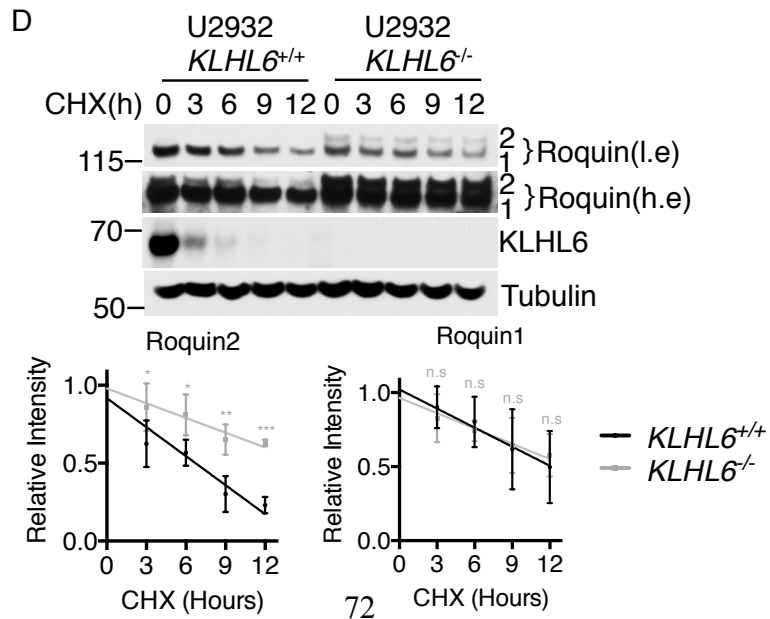 D
U2932 U2932
KLHL6+/+ KLHL6-/-
CHX(h) 0 3 6 9 12 0 3 6 9 12
115 2 1 }Roquin(l.e)
2 1 }Roquin(h.e)
70 KLHL6
50 Tubulin
Roquin2 Roquin1
Relative Intensity 1.0 0.5 0.0
* * ** ***
0 3 6 9 12
CHX (Hours)
Relative Intensity 1.0 0.5 0.0
n.s n.s n.s n.s
0 3 6 9 12
CHX (Hours)
KLHL6+/+
KLHL6-/-
72